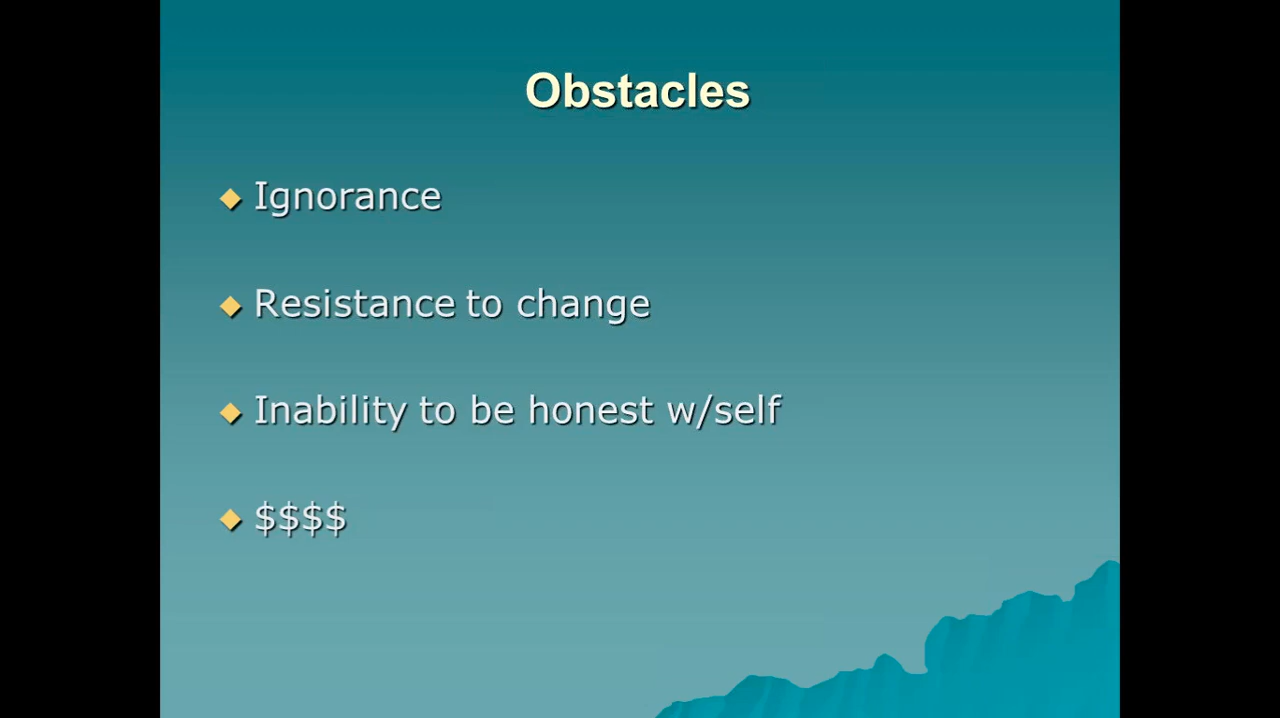 Obstacles
Ignorance
Resistance to change
Inability to be honest w/self
$$$$